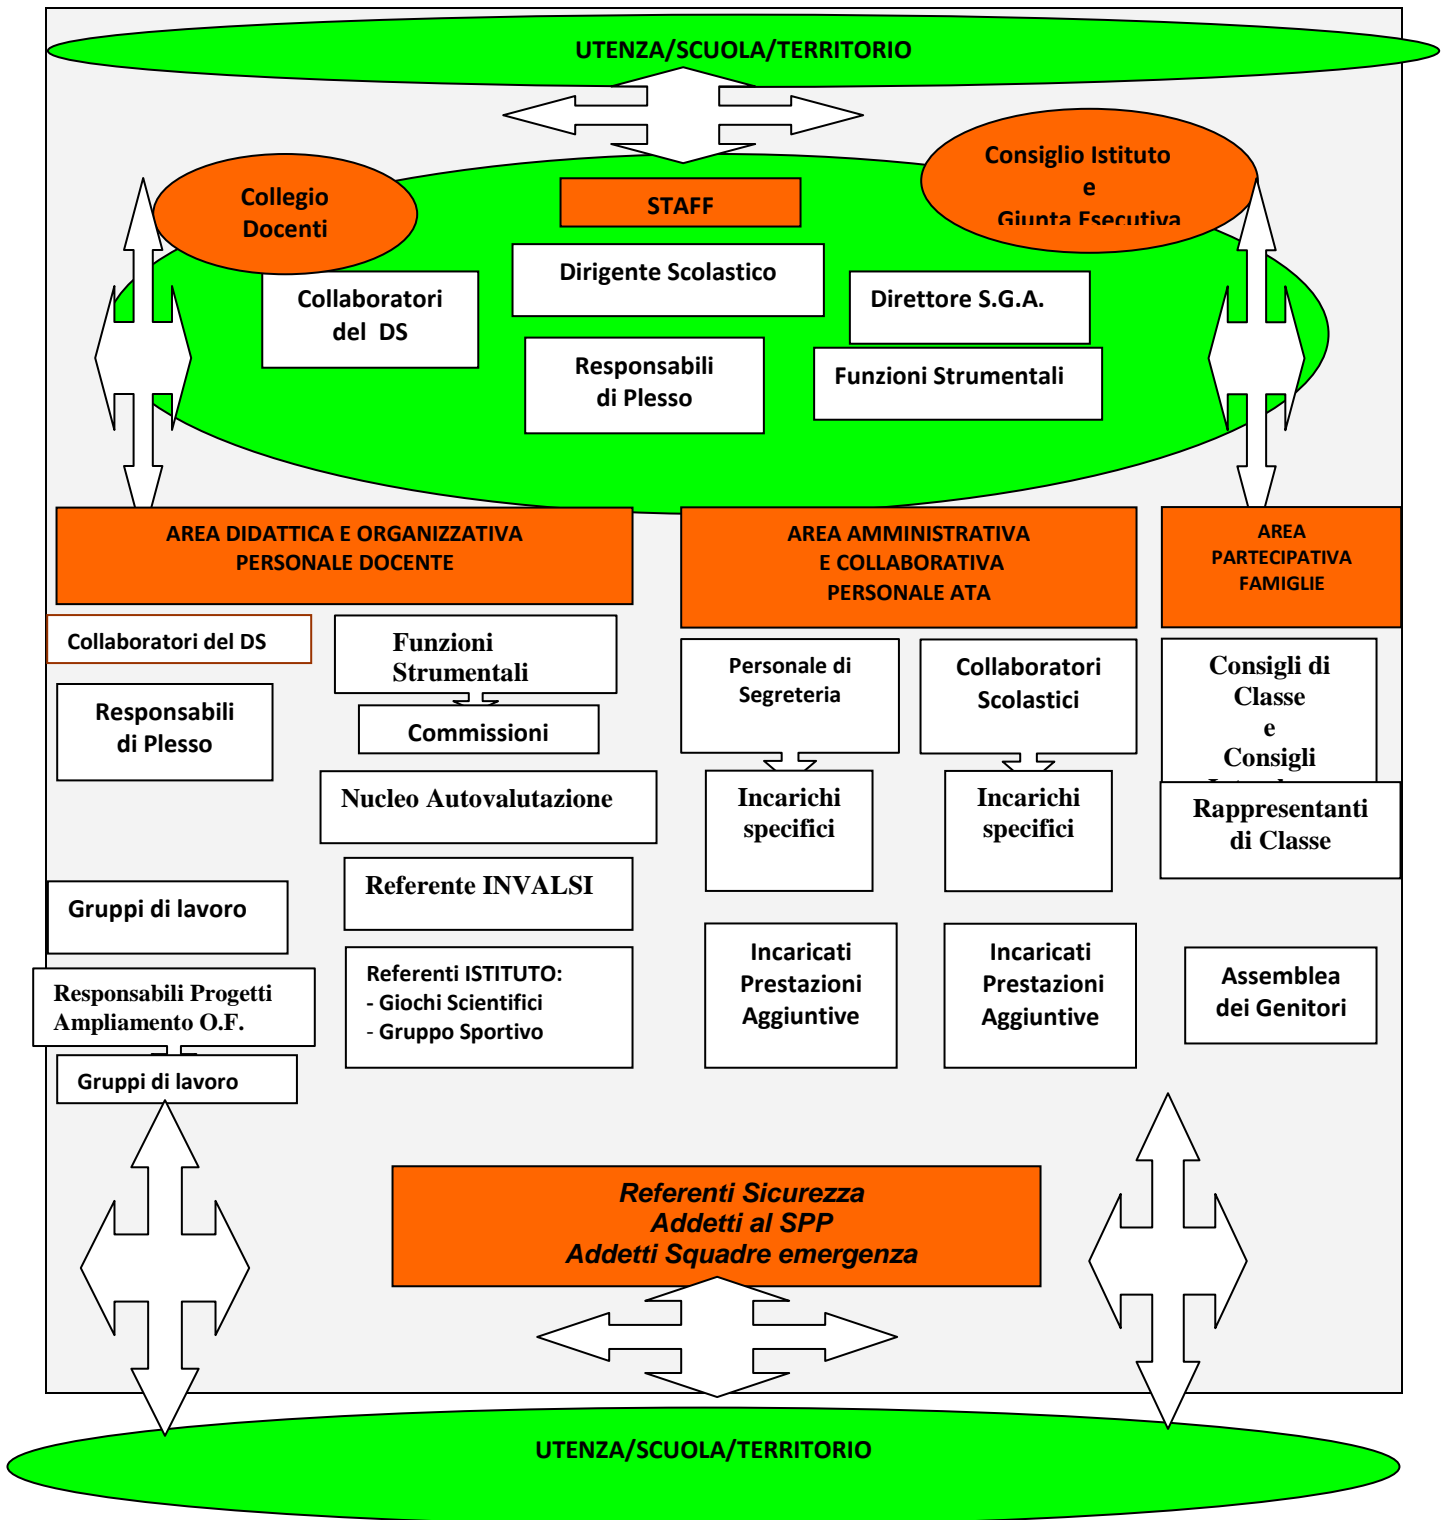 UTENZA/SCUOLA/TERRITORIO
Collegio
Docenti
STAFF
Consiglio Istituto
e
Giunta Esecutiva
Collaboratori
del DS
Dirigente Scolastico
Direttore S.G.A.
Responsabili
di Plesso
Funzioni Strumentali
AREA DIDATTICA E ORGANIZZATIVA
PERSONALE DOCENTE
AREA AMMINISTRATIVA
E COLLABORATIVA
PERSONALE ATA
AREA
PARTECIPATIVA
FAMIGLIE
Collaboratori del DS
Responsabili
di Plesso
Gruppi di lavoro
Responsabili Progetti
Ampliamento O.F.
Gruppi di lavoro
Funzioni
Strumentali
Commissioni
Nucleo Autovalutazione
Referente INVALSI
Referenti ISTITUTO:
- Giochi Scientifici
- Gruppo Sportivo
Personale di
Segreteria
Incarichi
specifici
Incaricati
Prestazioni
Aggiuntive
Collaboratori
Scolastici
Incarichi
specifici
Incaricati
Prestazioni
Aggiuntive
Consigli di
Classe
e
Consigli
Rappresentanti
di Classe
Assemblea
dei Genitori
Referenti Sicurezza
Addetti al SPP
Addetti Squadre emergenza
UTENZA/SCUOLA/TERRITORIO